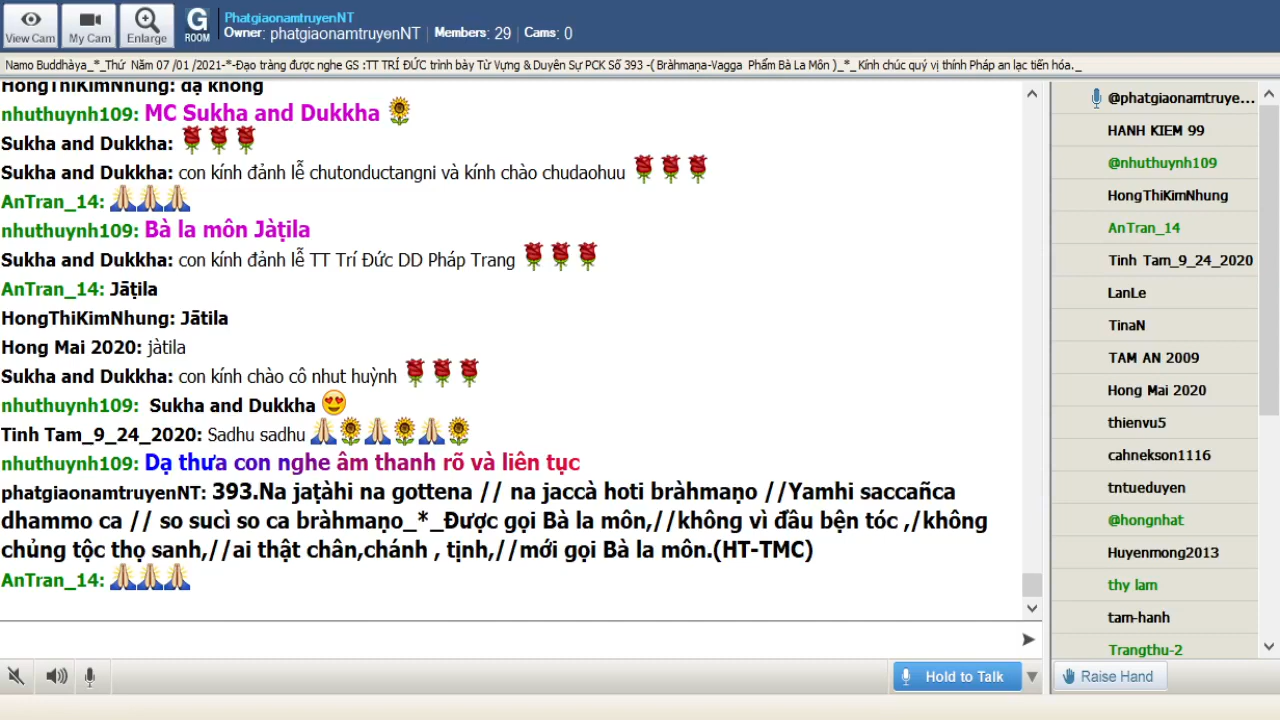 View Cam
My Cam
Enlarge
G
ROOM
PhatgiaonamtruyenNT
Owner: phatgiaonamtruyenNT | Members: 29 | Cams: 0
Namo Buddhàya_*_Thứ Năm 07 /01 /2021-*-Đạo tràng được nghe GS :TT TRÍ ĐỨC trình bày Từ Vựng & Duyên Sự PCK Số 393 -( Bràhmaṇa-Vagga Phẩm Bà La Môn )_*_ Kính chúc quý vị thính Pháp an lạc tiến hóa._
HongThiKimNhung: dạ không
nhuthuynh109: MC Sukha and Dukkha
Sukha and Dukkha:
Sukha and Dukkha: con kính đảnh lễ chutonductangni và kính chào chudaohuu
AnTran_14:
nhuthuynh109: Bà la môn Jàṭila
Sukha and Dukkha: con kính đảnh lễ TT Trí Đức DD Pháp Trang
AnTran_14: Jāṭila
HongThiKimNhung: Jātila
Hong Mai 2020: jàtila
Sukha and Dukkha: con kính chào cô nhut huỳnh
nhuthuynh109: Sukha and Dukkha
Tinh Tam_9_24_2020: Sadhu sadhu
nhuthuynh109: Dạ thưa con nghe âm thanh rõ và liên tục
phatgiaonamtruyenNT: 393.Na jaṭàhi na gottena // na jaccà hoti bràhmaṇo //Yamhi saccañca
dhammo ca // so sucì so ca bràhmaṇo_*_Được gọi Bà la môn,//không vì đầu bện tóc ,/không
chủng tộc thọ sanh,//ai thật chân,chánh , tịnh,//mới gọi Bà la môn.(HT-TMC)
AnTran_14:
Hold to Talk
@phatgiaonamtruye...
HANH KIEM 99
@nhuthuynh109
HongThiKimNhung
AnTran_14
Tinh Tam_9_24_2020
LanLe
TinaN
TAM AN 2009
Hong Mai 2020
thienvu5
cahnekson1116
tntueduyen
@hongnhat
Huyenmong2013
thy lam
tam-hanh
Trangthu-2
Raise Hand